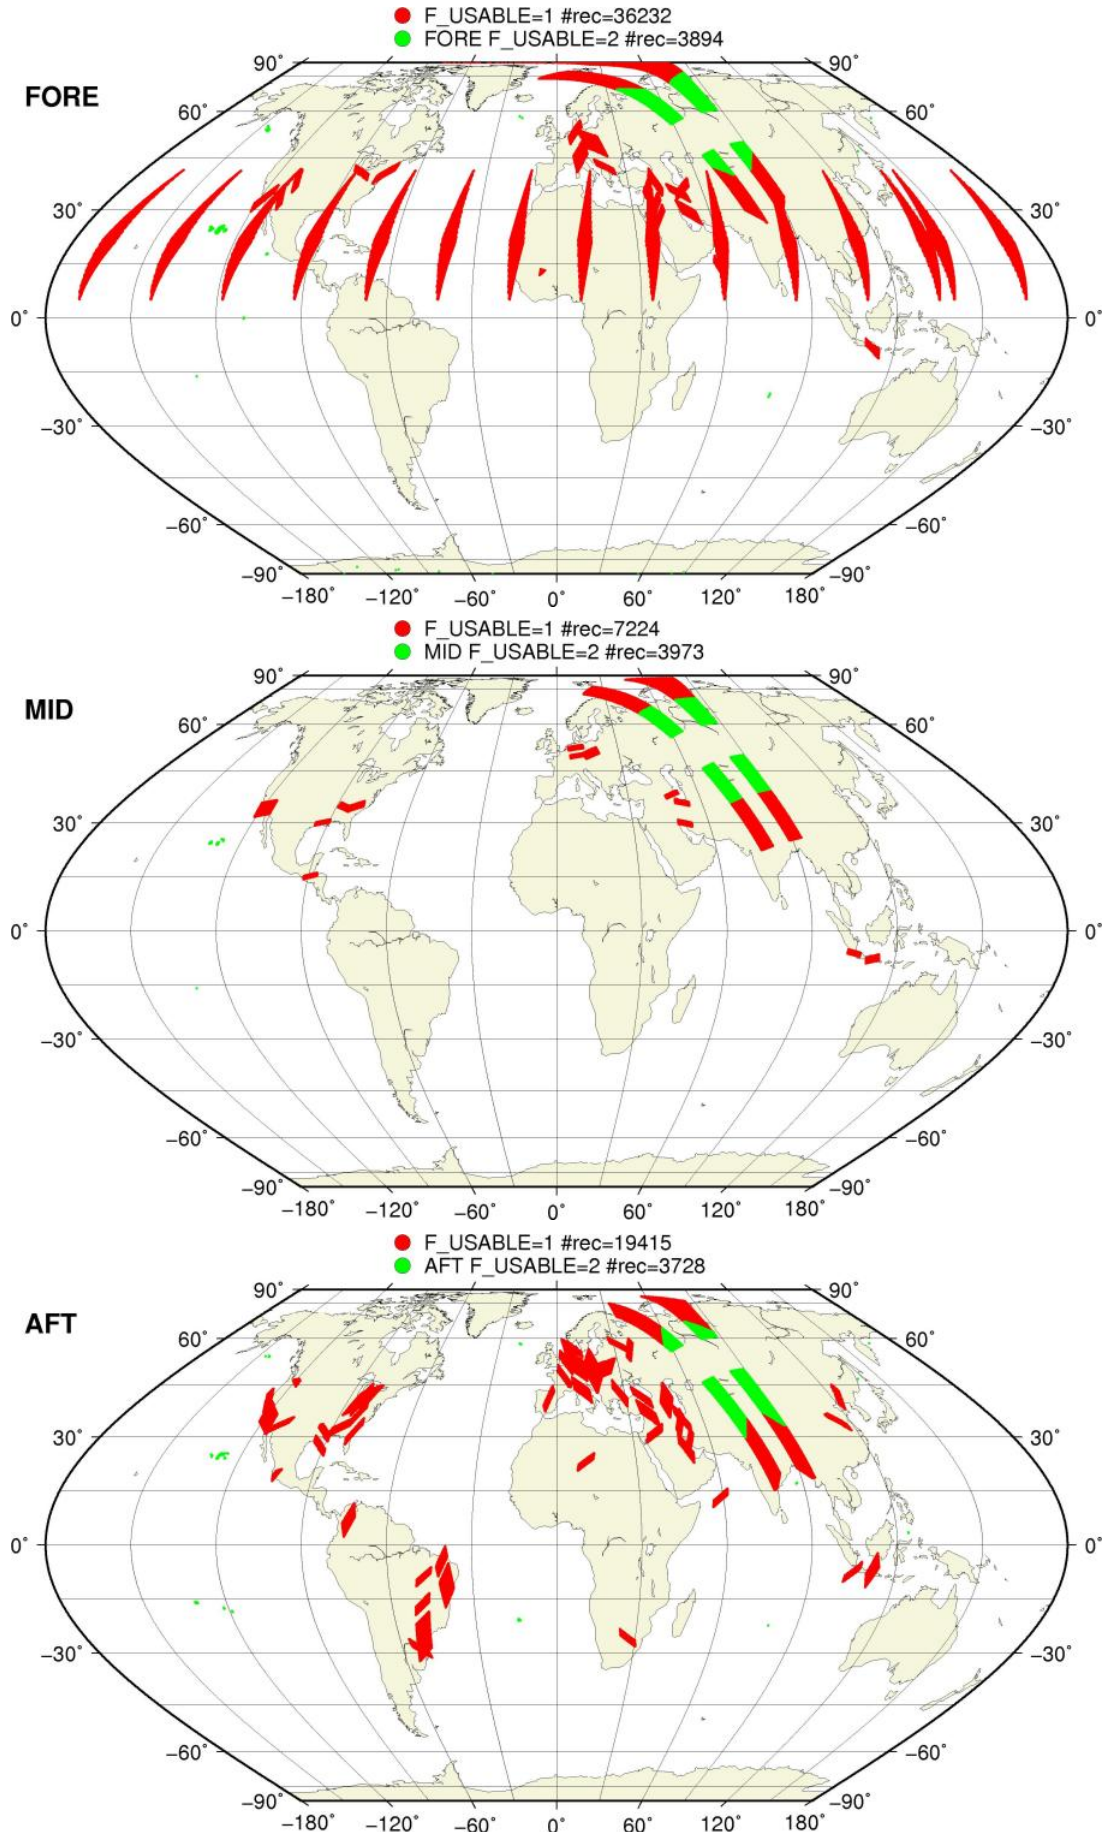 F_USABLE=1 #rec=36232
FORE F_USABLE=2 #rec=3894
FORE
90° 90°
60° 60°
30° 30°
0° 0°
−30° −30°
−60° −60°
−90° −90°
−180° −120° −60° 0° 60° 120° 180°
F_USABLE=1 #rec=7224
MID F_USABLE=2 #rec=3973
MID
90° 90°
60° 60°
30° 30°
0° 0°
−30° −30°
−60° −60°
−90° −90°
−180° −120° −60° 0° 60° 120° 180°
F_USABLE=1 #rec=19415
AFT F_USABLE=2 #rec=3728
AFT
90° 90°
60° 60°
30° 30°
0° 0°
−30° −30°
−60° −60°
−90° −90°
−180° −120° −60° 0° 60° 120° 180°